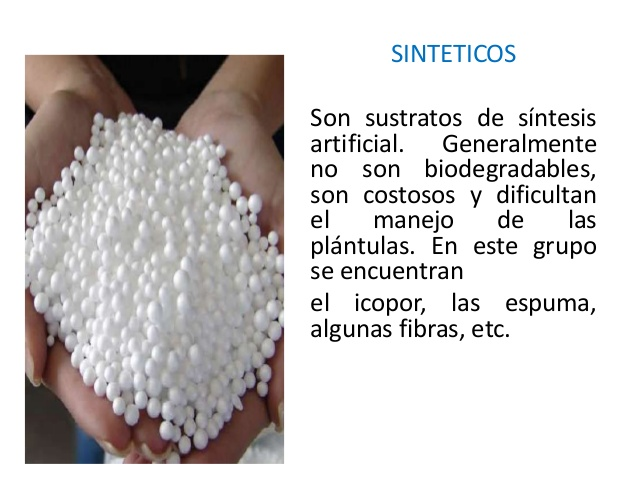 SINTETICOS
Son sustratos de síntesis
artificial. Generalmente
no son biodegradables,
son costosos y dificultan
el manejo de las
plántulas. En este grupo
se encuentran
el icopor, las espuma,
algunas fibras, etc.